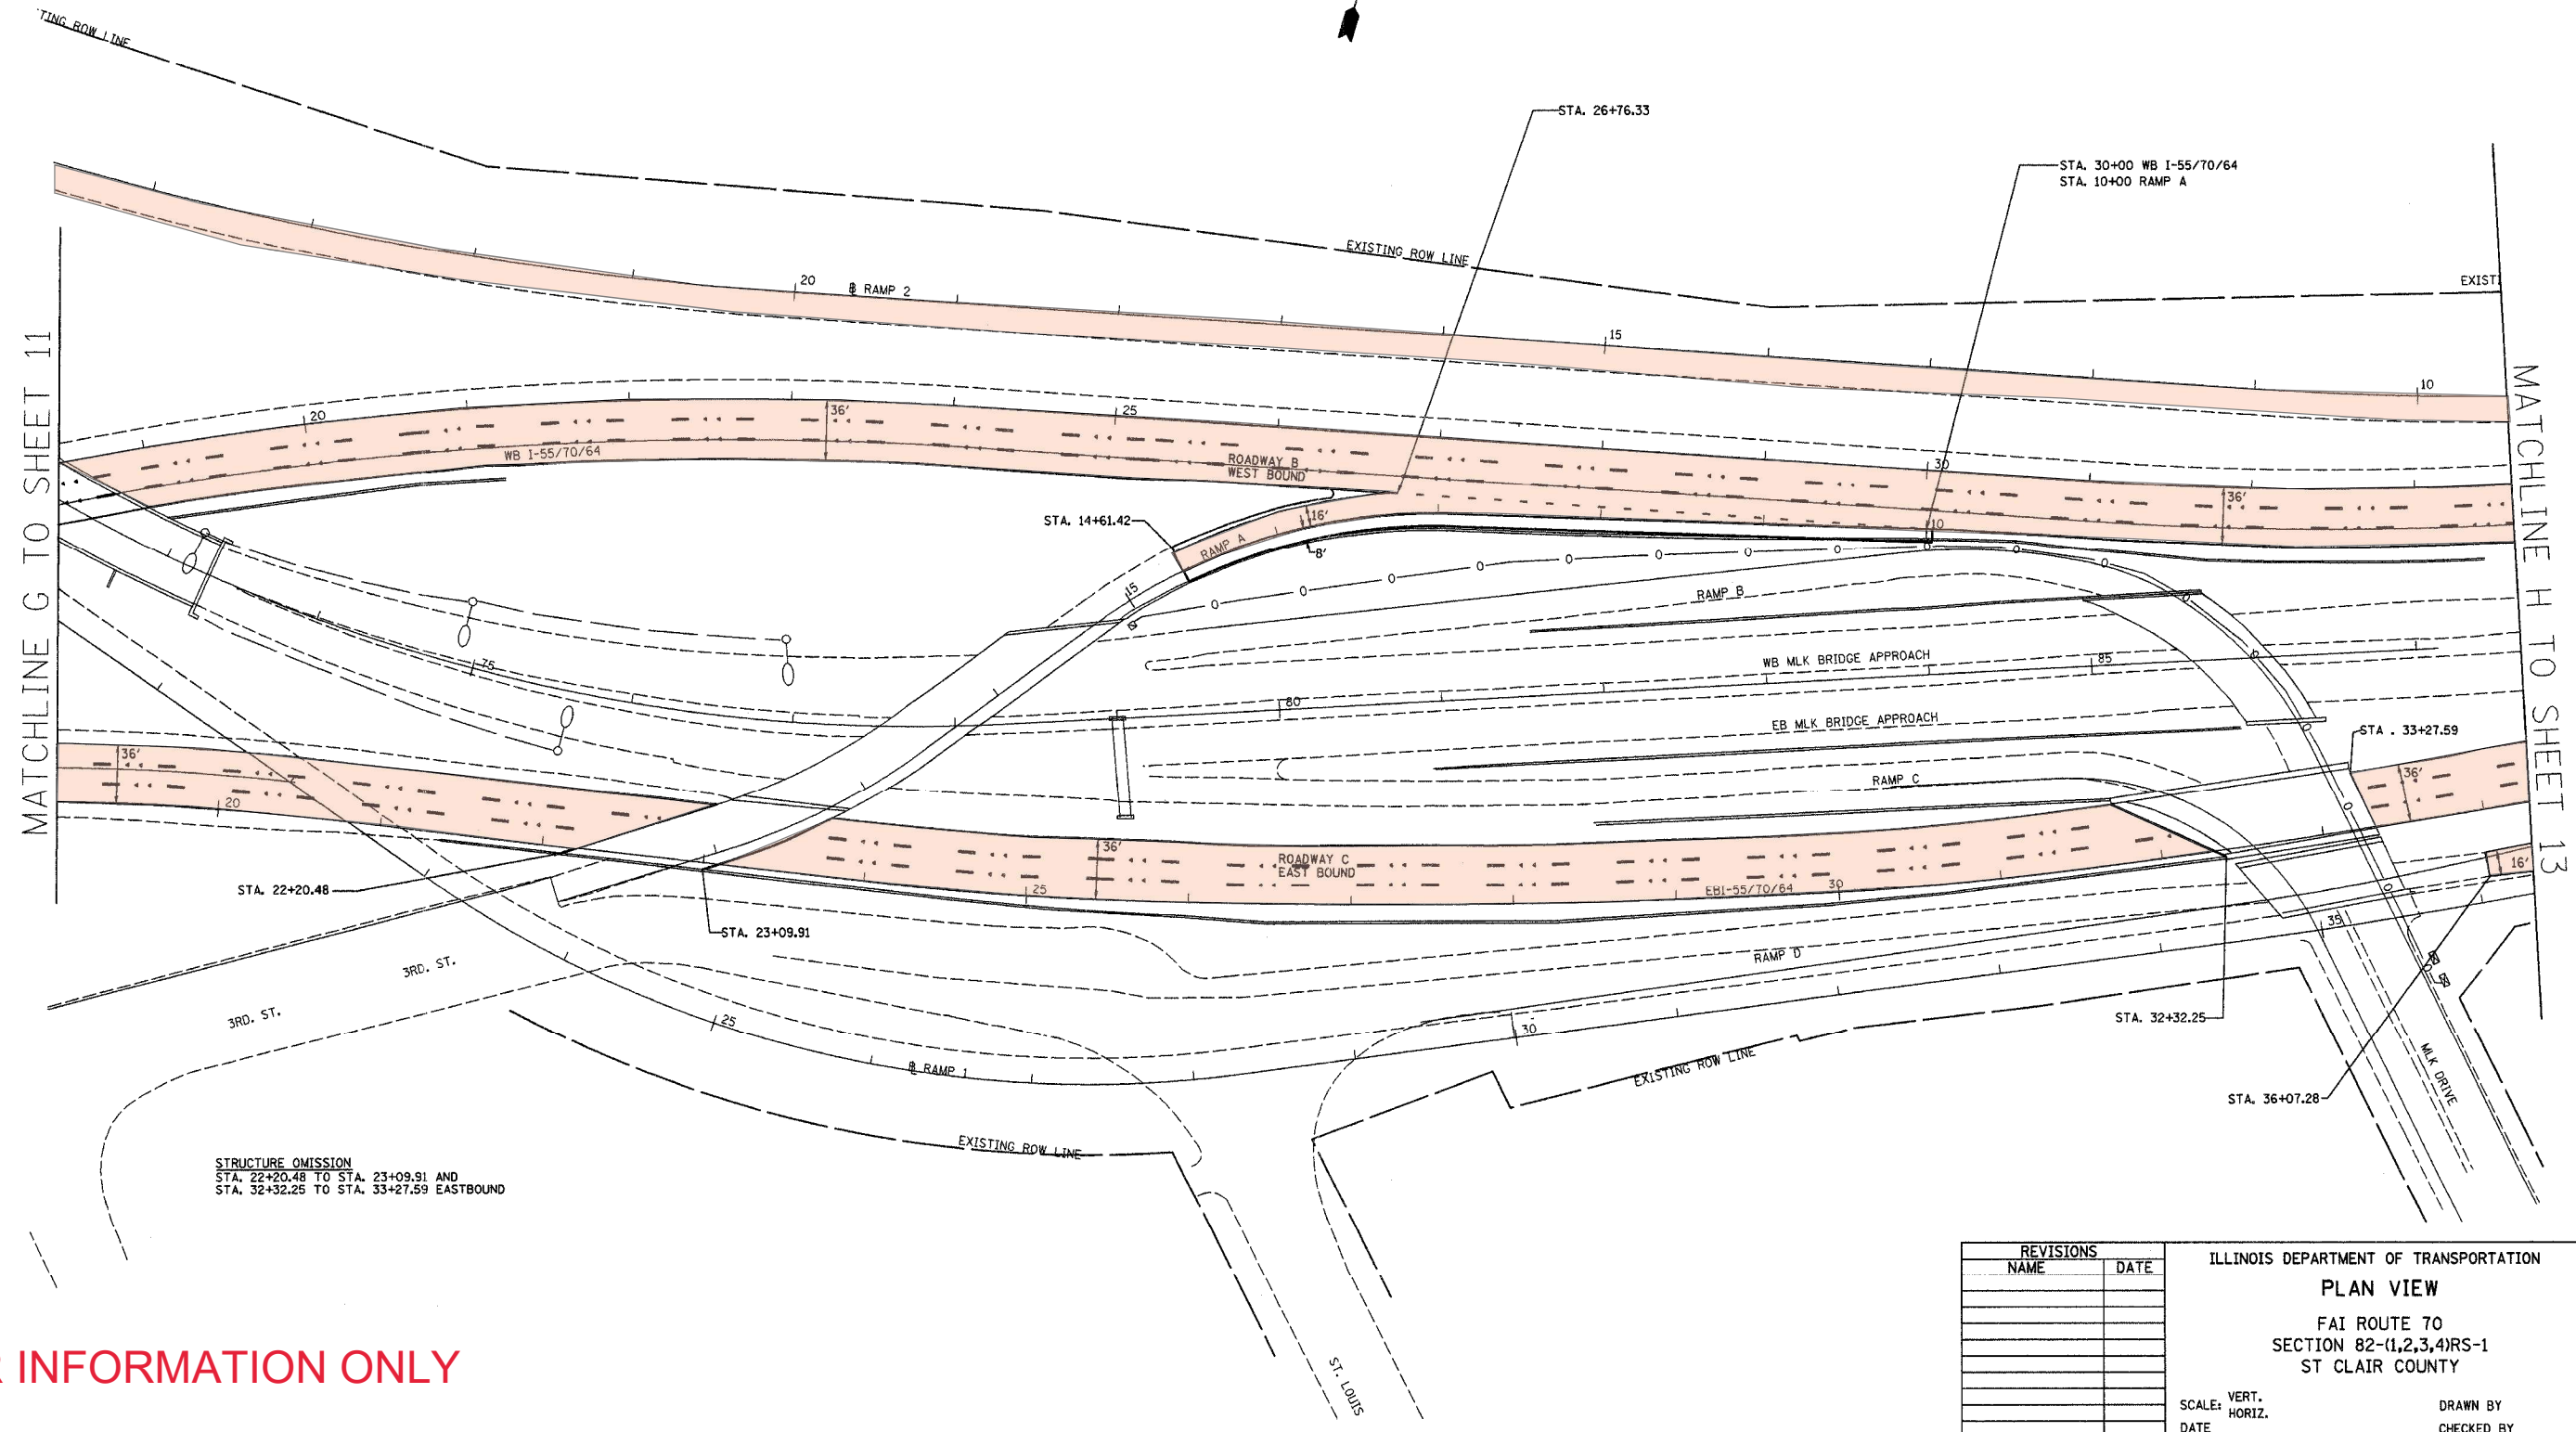 TING ROW LINE
STA. 26+76.33
STA. 30+00 WB I-55/70/64
STA. 10+00 RAMP A
EXISTING ROW LINE
EXISTI
20
℄ RAMP 2
15
10
MATCHLINE G TO SHEET 11
MATCHLINE H TO SHEET 13
20
36'
25
WB I-55/70/64
ROADWAY B
WEST BOUND
30
36'
STA. 14+61.42
16'
10
RAMP A
8'
15
RAMP B
75
WB MLK BRIDGE APPROACH
85
80
EB MLK BRIDGE APPROACH
STA . 33+27.59
36'
RAMP C
36'
20
36'
ROADWAY C
EAST BOUND
16'
STA. 22+20.48
25
EBI-55/70/64
30
STA. 23+09.91
35
3RD. ST.
RAMP D
3RD. ST.
25
30
STA. 32+32.25
℄ RAMP 1
EXISTING ROW LINE
MLK DRIVE
STA. 36+07.28
EXISTING ROW LINE
STRUCTURE OMISSION
STA. 22+20.48 TO STA. 23+09.91 AND
STA. 32+32.25 TO STA. 33+27.59 EASTBOUND
ST. LOUIS
R INFORMATION ONLY
REVISIONS
NAME DATE
ILLINOIS DEPARTMENT OF TRANSPORTATION
PLAN VIEW
FAI ROUTE 70
SECTION 82-(1,2,3,4)RS-1
ST CLAIR COUNTY
SCALE: VERT.
HORIZ.
DRAWN BY
DATE
CHECKED BY